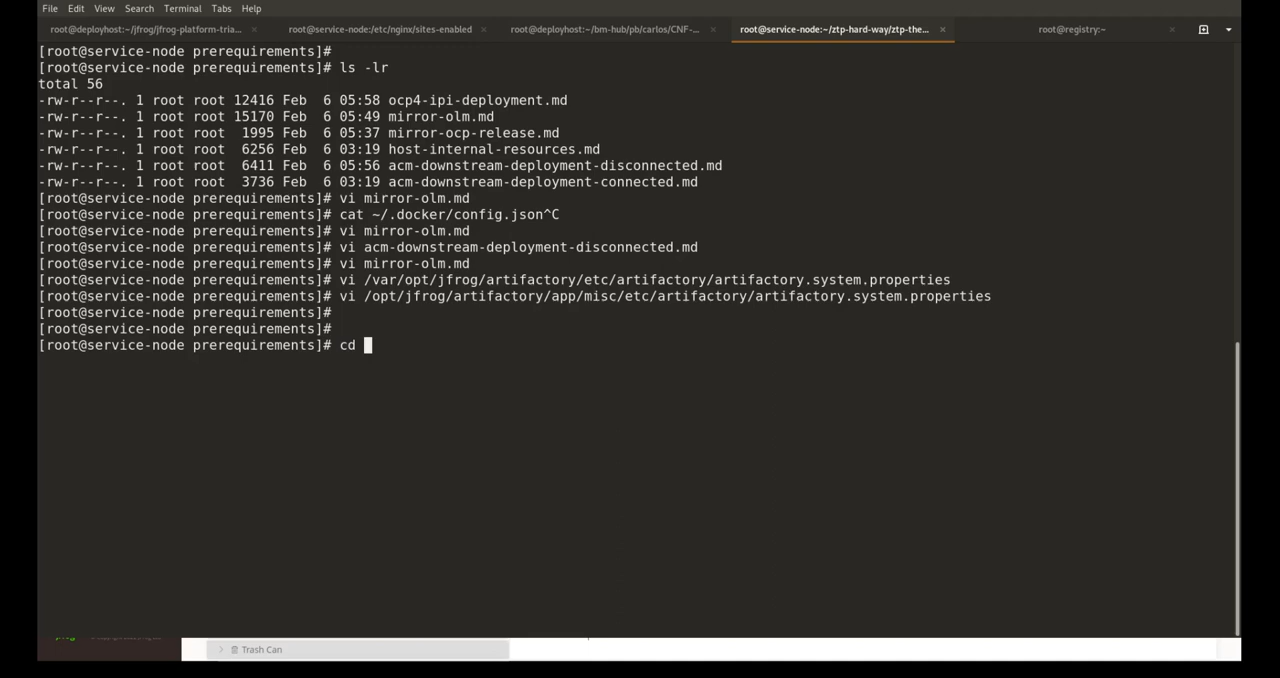 File Edit View Search Terminal Tabs Help
root@deployhost:~/jfrog/jfrog-platform-tria... × root@service-node:/etc/nginx/sites-enabled × root@deployhost:~/bm-hub/pb/carlos/CNF-... × root@service-node:~/ztp-hard-way/ztp-the... × root@registry:~ ×
[root@service-node prerequirements]#
[root@service-node prerequirements]# ls -lr
total 56
-rw-r--r--. 1 root root 12416 Feb  6 05:58 ocp4-ipi-deployment.md
-rw-r--r--. 1 root root 15170 Feb  6 05:49 mirror-olm.md
-rw-r--r--. 1 root root  1995 Feb  6 05:37 mirror-ocp-release.md
-rw-r--r--. 1 root root  6256 Feb  6 03:19 host-internal-resources.md
-rw-r--r--. 1 root root  6411 Feb  6 05:56 acm-downstream-deployment-disconnected.md
-rw-r--r--. 1 root root  3736 Feb  6 03:19 acm-downstream-deployment-connected.md
[root@service-node prerequirements]# vi mirror-olm.md
[root@service-node prerequirements]# cat ~/.docker/config.json^C
[root@service-node prerequirements]# vi mirror-olm.md
[root@service-node prerequirements]# vi acm-downstream-deployment-disconnected.md
[root@service-node prerequirements]# vi mirror-olm.md
[root@service-node prerequirements]# vi /var/opt/jfrog/artifactory/etc/artifactory/artifactory.system.properties
[root@service-node prerequirements]# vi /opt/jfrog/artifactory/app/misc/etc/artifactory/artifactory.system.properties
[root@service-node prerequirements]#
[root@service-node prerequirements]#
[root@service-node prerequirements]# cd
Trash Can